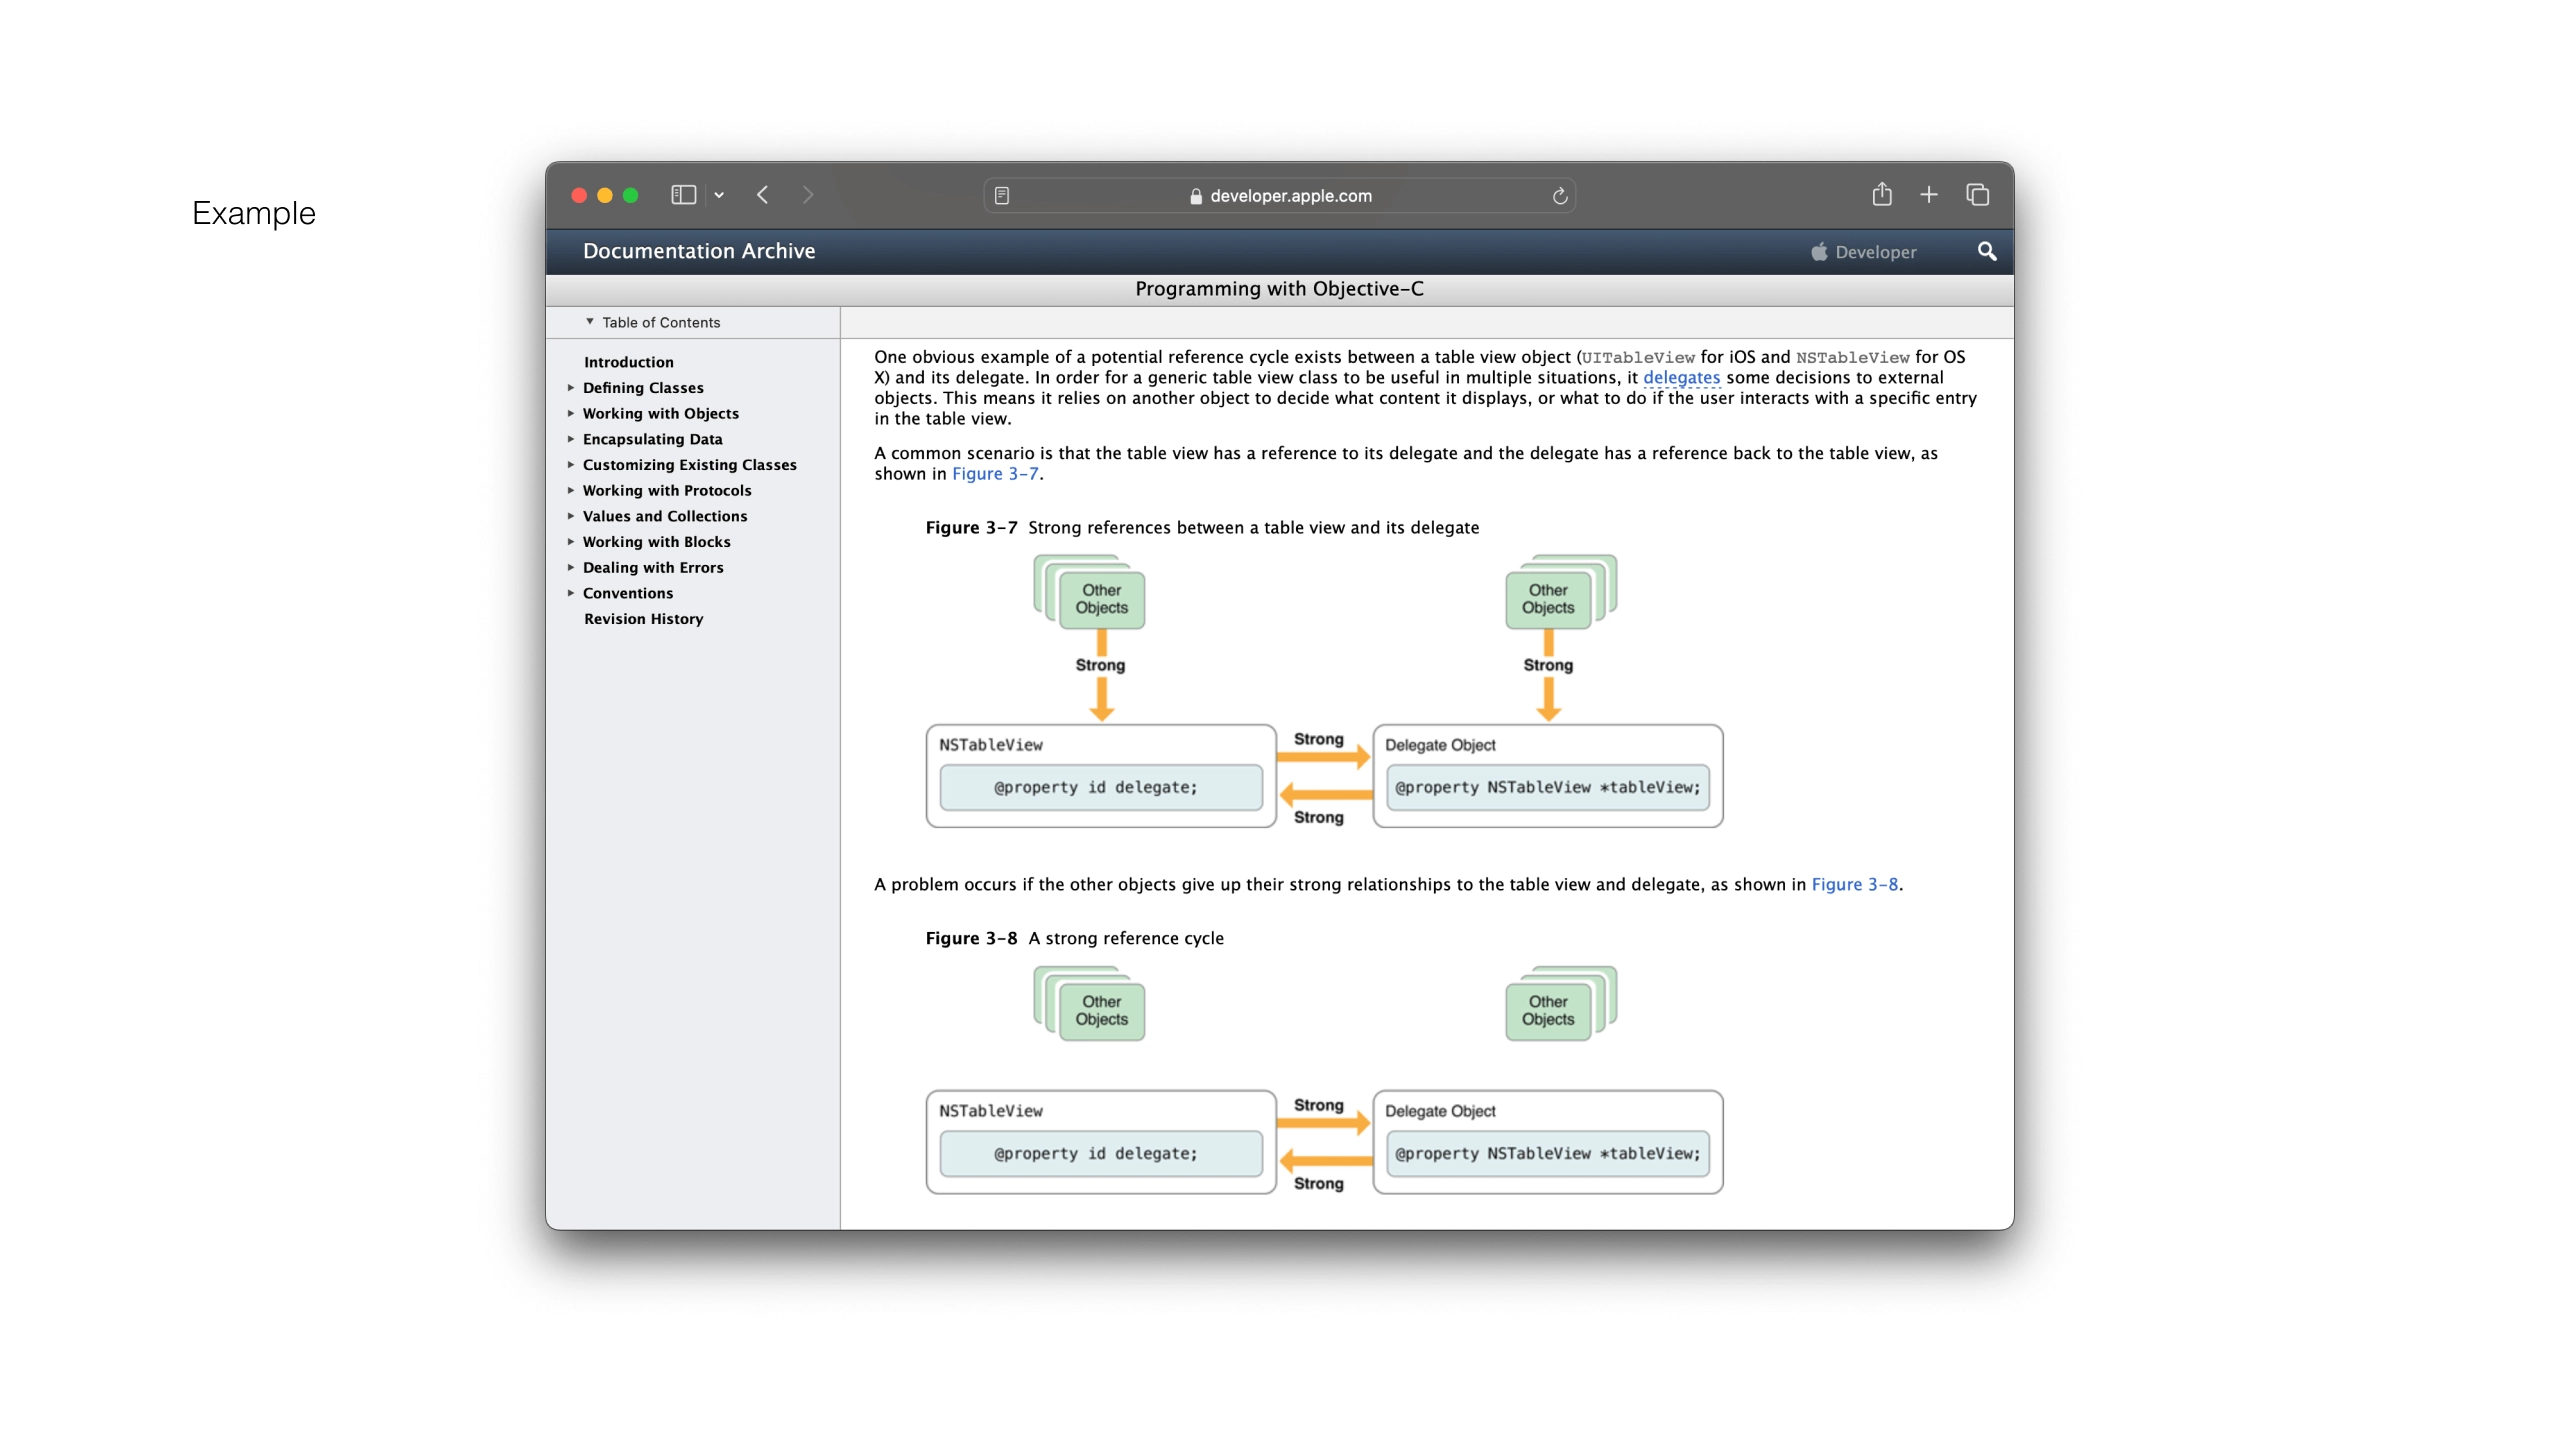 Example
developer.apple.com
Documentation Archive
Developer
Programming with Objective-C
Table of Contents
Introduction
Defining Classes
Working with Objects
Encapsulating Data
Customizing Existing Classes
Working with Protocols
Values and Collections
Working with Blocks
Dealing with Errors
Conventions
Revision History
One obvious example of a potential reference cycle exists between a table view object (UITableView for iOS and NSTableView for OS
X) and its delegate. In order for a generic table view class to be useful in multiple situations, it delegates some decisions to external
objects. This means it relies on another object to decide what content it displays, or what to do if the user interacts with a specific entry
in the table view.
A common scenario is that the table view has a reference to its delegate and the delegate has a reference back to the table view, as
shown in Figure 3-7.
Figure 3-7 Strong references between a table view and its delegate
Other
Objects
Other
Objects
Strong
Strong
NSTableView
@property id delegate;
Strong
Strong
Delegate Object
@property NSTableView *tableView;
A problem occurs if the other objects give up their strong relationships to the table view and delegate, as shown in Figure 3-8.
Figure 3-8 A strong reference cycle
Other
Objects
Other
Objects
NSTableView
@property id delegate;
Strong
Strong
Delegate Object
@property NSTableView *tableView;